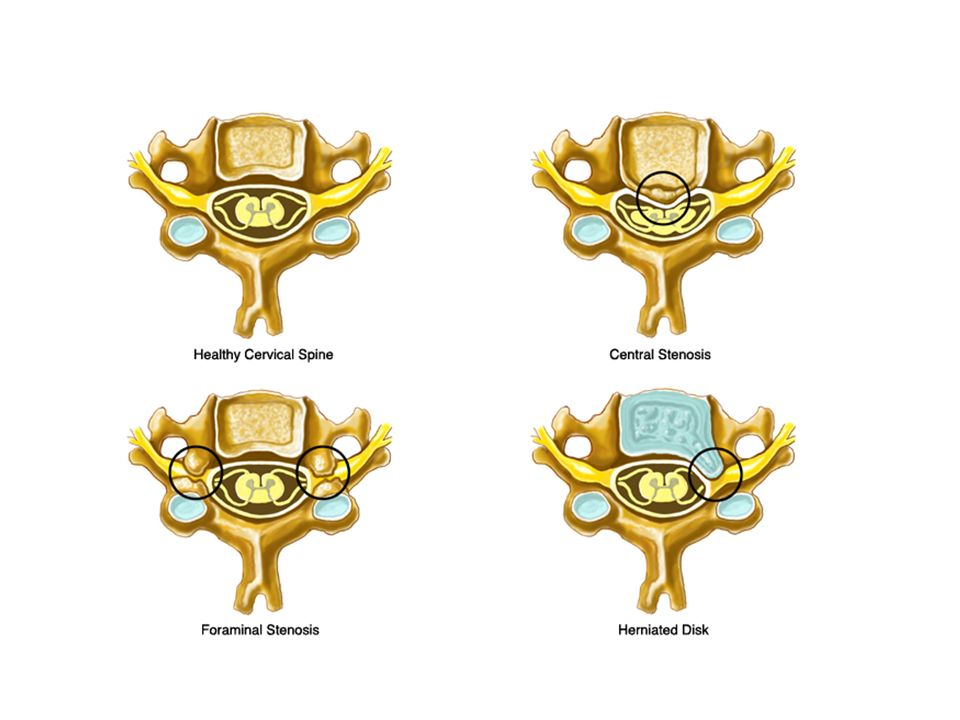 Healthy Cervical Spine
Central Stenosis
Foraminal Stenosis
Herniated Disk